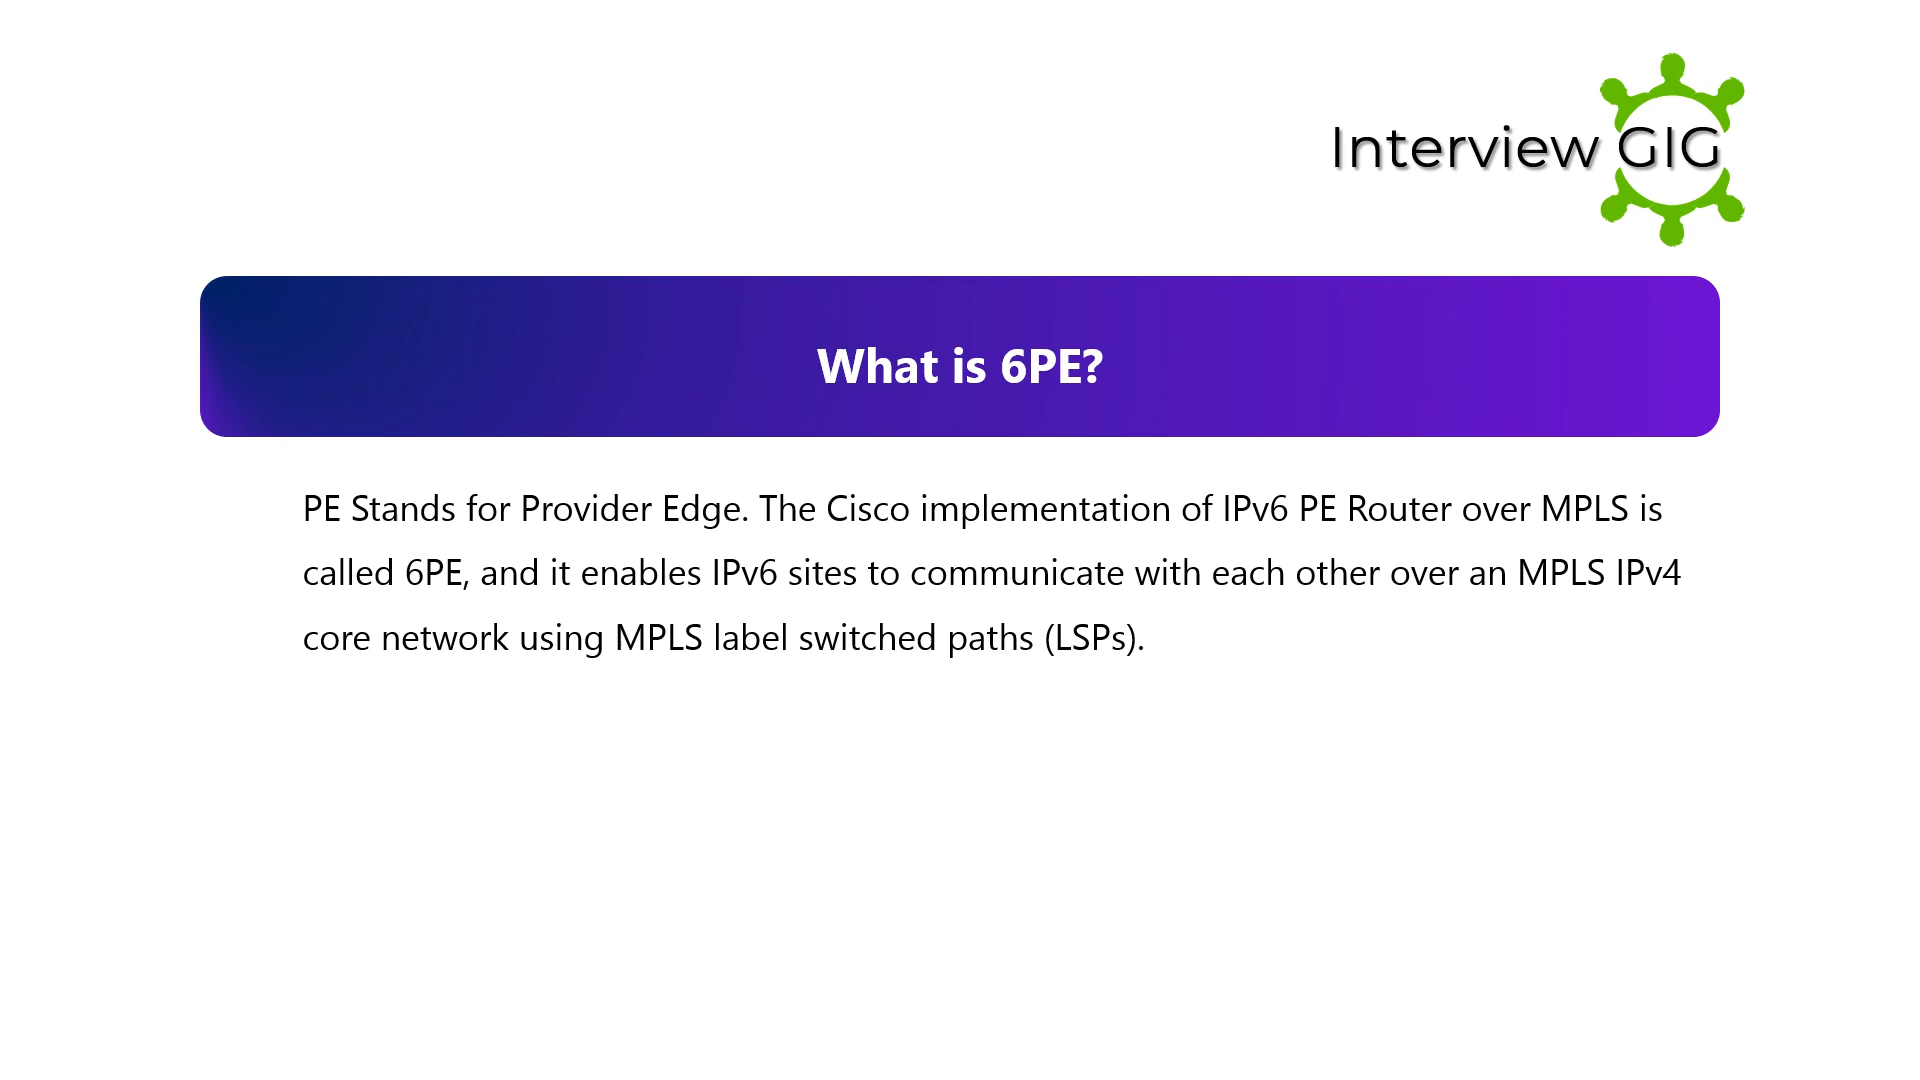 Interview GIG
What is 6PE?
PE Stands for Provider Edge. The Cisco implementation of IPv6 PE Router over MPLS is
called 6PE, and it enables IPv6 sites to communicate with each other over an MPLS IPv4
core network using MPLS label switched paths (LSPs).